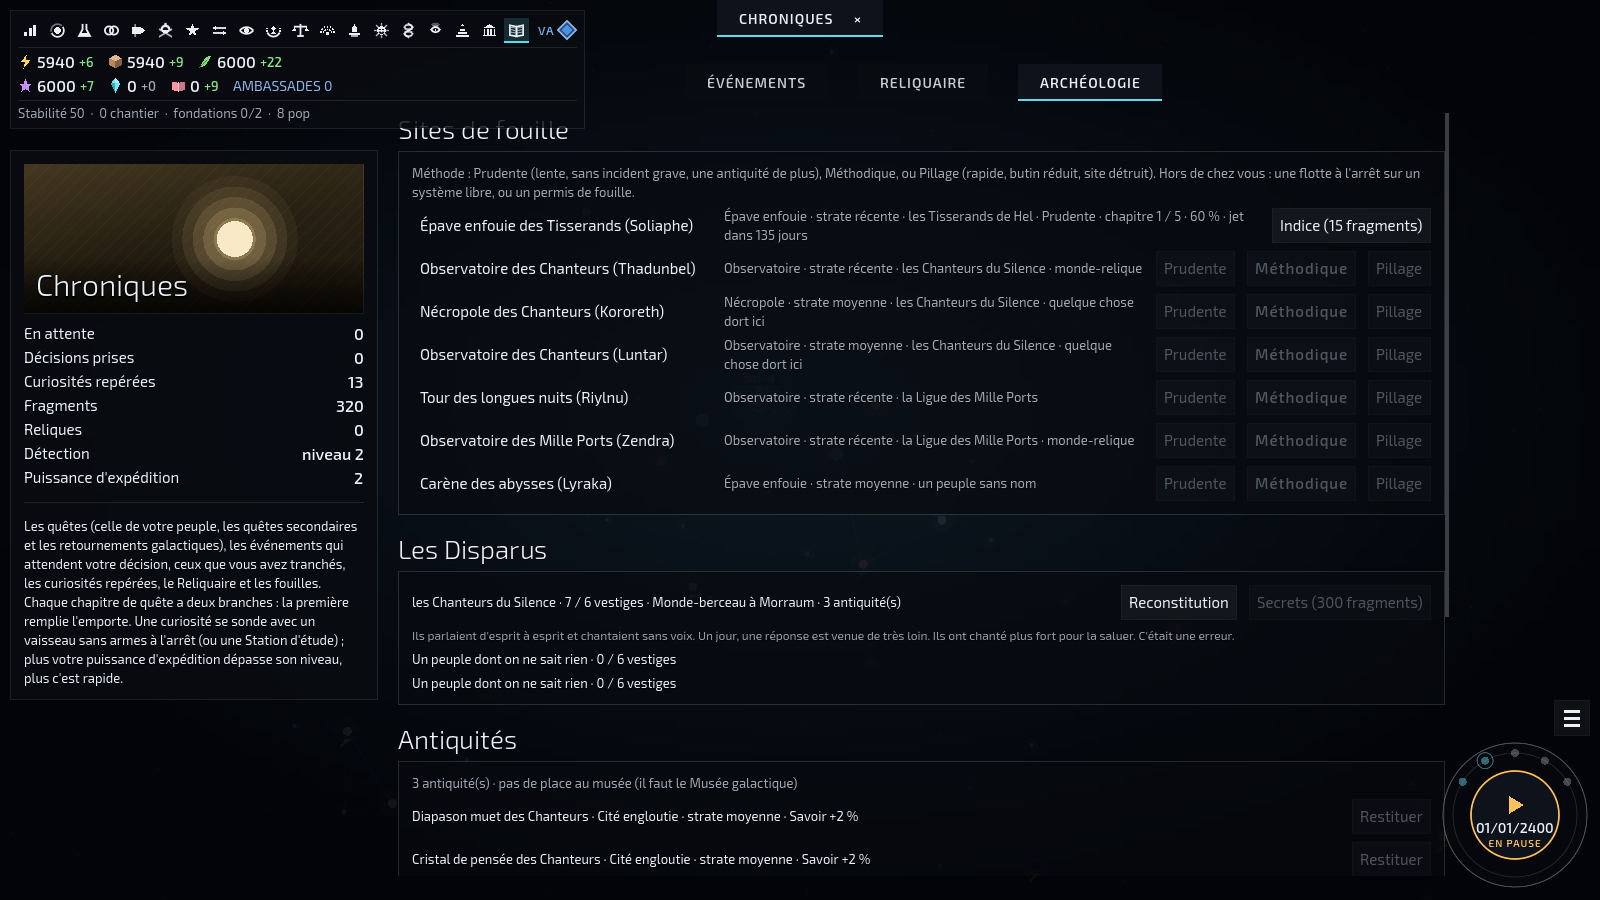 CHRONIQUES ×
VA
5940 +6 5940 +9 6000 +22
6000 +7 0 +0 0 +9 AMBASSADES 0
Stabilité 50 · 0 chantier · fondations 0/2 · 8 pop
ÉVÉNEMENTS RELIQUAIRE ARCHÉOLOGIE
Chroniques
En attente 0
Décisions prises 0
Curiosités repérées 13
Fragments 320
Reliques 0
Détection niveau 2
Puissance d'expédition 2
Les quêtes (celle de votre peuple, les quêtes secondaires
et les retournements galactiques), les événements qui
attendent votre décision, ceux que vous avez tranchés,
les curiosités repérées, le Reliquaire et les fouilles.
Chaque chapitre de quête a deux branches : la première
remplie l'emporte. Une curiosité se sonde avec un
vaisseau sans armes à l'arrêt (ou une Station d'étude) ;
plus votre puissance d'expédition dépasse son niveau,
plus c'est rapide.
Sites de fouille
Méthode : Prudente (lente, sans incident grave, une antiquité de plus), Méthodique, ou Pillage (rapide, butin réduit, site détruit). Hors de chez vous : une flotte à l'arrêt sur un
système libre, ou un permis de fouille.
Épave enfouie des Tisserands (Soliaphe) Épave enfouie · strate récente · les Tisserands de Hel · Prudente · chapitre 1 / 5 · 60 % · jet
dans 135 jours
Indice (15 fragments)
Observatoire des Chanteurs (Thadunbel) Observatoire · strate récente · les Chanteurs du Silence · monde-relique Prudente Méthodique Pillage
Nécropole des Chanteurs (Kororeth) Nécropole · strate moyenne · les Chanteurs du Silence · quelque chose
dort ici
Prudente Méthodique Pillage
Observatoire des Chanteurs (Luntar) Observatoire · strate moyenne · les Chanteurs du Silence · quelque
chose dort ici
Prudente Méthodique Pillage
Tour des longues nuits (Riylnu) Observatoire · strate récente · la Ligue des Mille Ports Prudente Méthodique Pillage
Observatoire des Mille Ports (Zendra) Observatoire · strate récente · la Ligue des Mille Ports · monde-relique Prudente Méthodique Pillage
Carène des abysses (Lyraka) Épave enfouie · strate moyenne · un peuple sans nom Prudente Méthodique Pillage
Les Disparus
les Chanteurs du Silence · 7 / 6 vestiges · Monde-berceau à Morraum · 3 antiquité(s) Reconstitution Secrets (300 fragments)
Ils parlaient d'esprit à esprit et chantaient sans voix. Un jour, une réponse est venue de très loin. Ils ont chanté plus fort pour la saluer. C'était une erreur.
Un peuple dont on ne sait rien · 0 / 6 vestiges
Un peuple dont on ne sait rien · 0 / 6 vestiges
Antiquités
3 antiquité(s) · pas de place au musée (il faut le Musée galactique)
Diapason muet des Chanteurs · Cité engloutie · strate moyenne · Savoir +2 % Restituer
Cristal de pensée des Chanteurs · Cité engloutie · strate moyenne · Savoir +2 % Restituer
01/01/2400
EN PAUSE